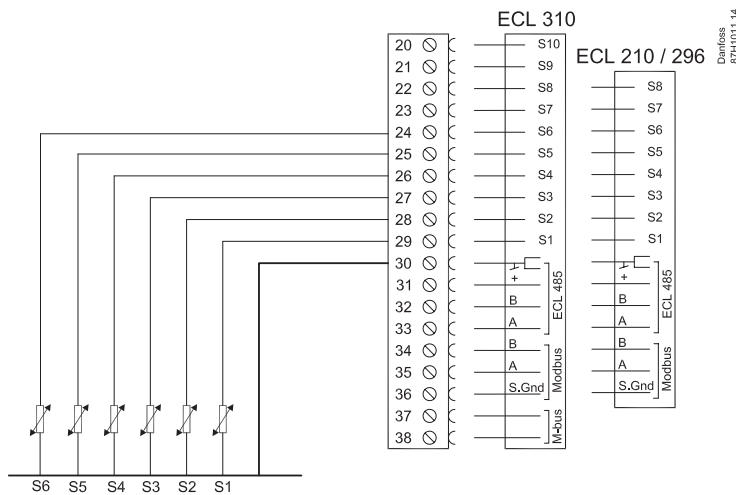 ECL 310
Danfoss
87H1011.14
ECL 210 / 296
20 S10
21 S9
22 S8 S8
23 S7 S7
24 S6 S6
25 S5 S5
26 S4 S4
27 S3 S3
28 S2 S2
29 S1 S1
30
31 + +
32 B B
33 A A
ECL 485 ECL 485
34 B B
35 A A
36 S.Gnd S.Gnd
Modbus Modbus
37
38
M-bus
S6 S5 S4 S3 S2 S1